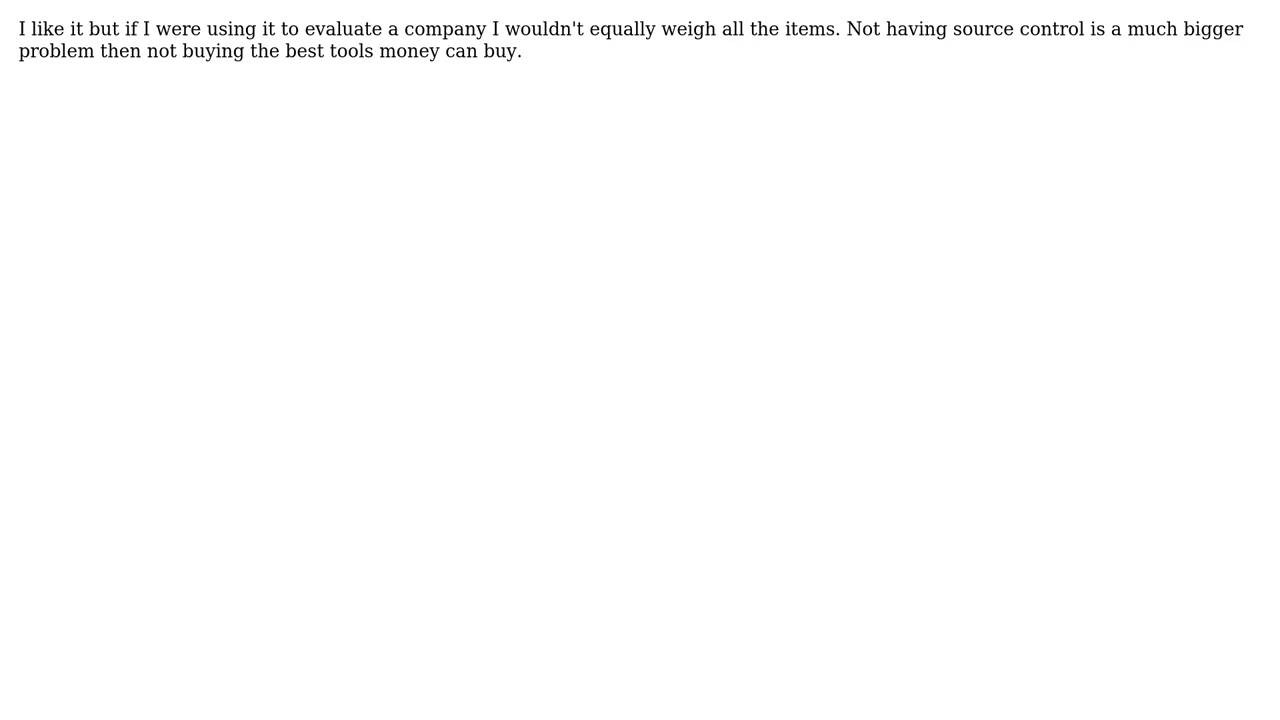 I like it but if I were using it to evaluate a company I wouldn't equally weigh all the items. Not having source control is a much bigger
problem then not buying the best tools money can buy.